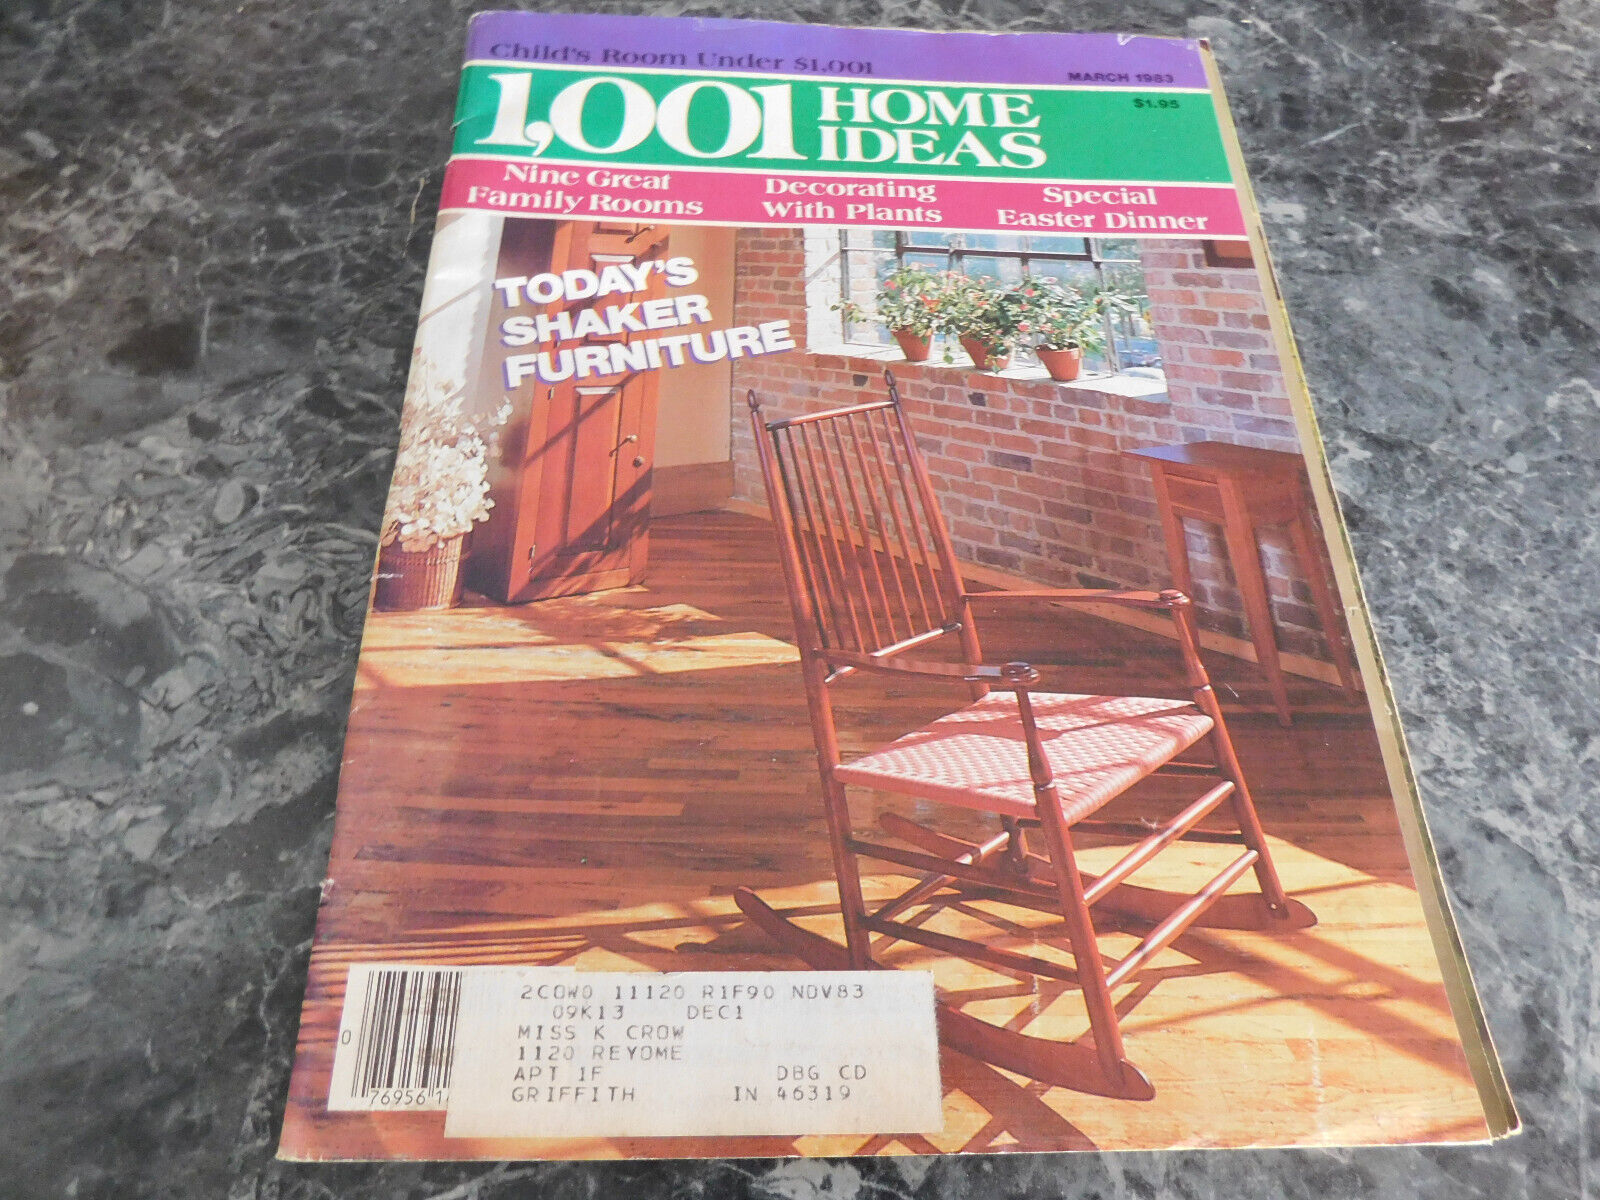 Child's Room Under $1,001
MARCH 1983
1,001 HOME IDEAS
$1.95
Nine Great
Family Rooms
Decorating
With Plants
Special
Easter Dinner
TODAY'S
SHAKER
FURNITURE
2COWO 11120 R1F90 NOV83
09K13 DEC1
MISS K CROW
1120 REYOME
APT 1F DBG CD
GRIFFITH IN 46319
0
76956 1